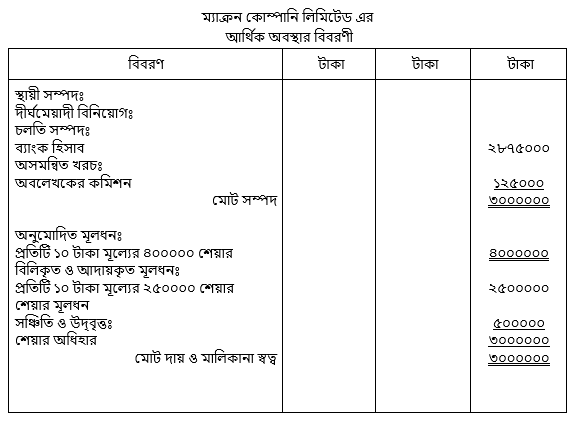 ম্যাক্রন কোম্পানি লিমিটেড এর
আর্থিক অবস্থার বিবরণী
বিবরণ টাকা টাকা টাকা
স্থায়ী সম্পদঃ
দীর্ঘমেয়াদী বিনিয়োগঃ
চলতি সম্পদঃ
ব্যাংক হিসাব ২৮৭৫০০০
অসমন্বিত খরচঃ
অবলেখকের কমিশন ১২৫০০০
মোট সম্পদ ৩০০০০০০
অনুমোদিত মূলধনঃ
প্রতিটি ১০ টাকা মূল্যের ৪০০০০০ শেয়ার ৪০০০০০০
বিলিকৃত ও আদায়কৃত মূলধনঃ
প্রতিটি ১০ টাকা মূল্যের ২৫০০০০ শেয়ার ২৫০০০০০
শেয়ার মূলধন
সঞ্চিতি ও উদ্‌বৃত্তঃ ৫০০০০০
শেয়ার অধিহার ৩০০০০০০
মোট দায় ও মালিকানা স্বত্ব ৩০০০০০০